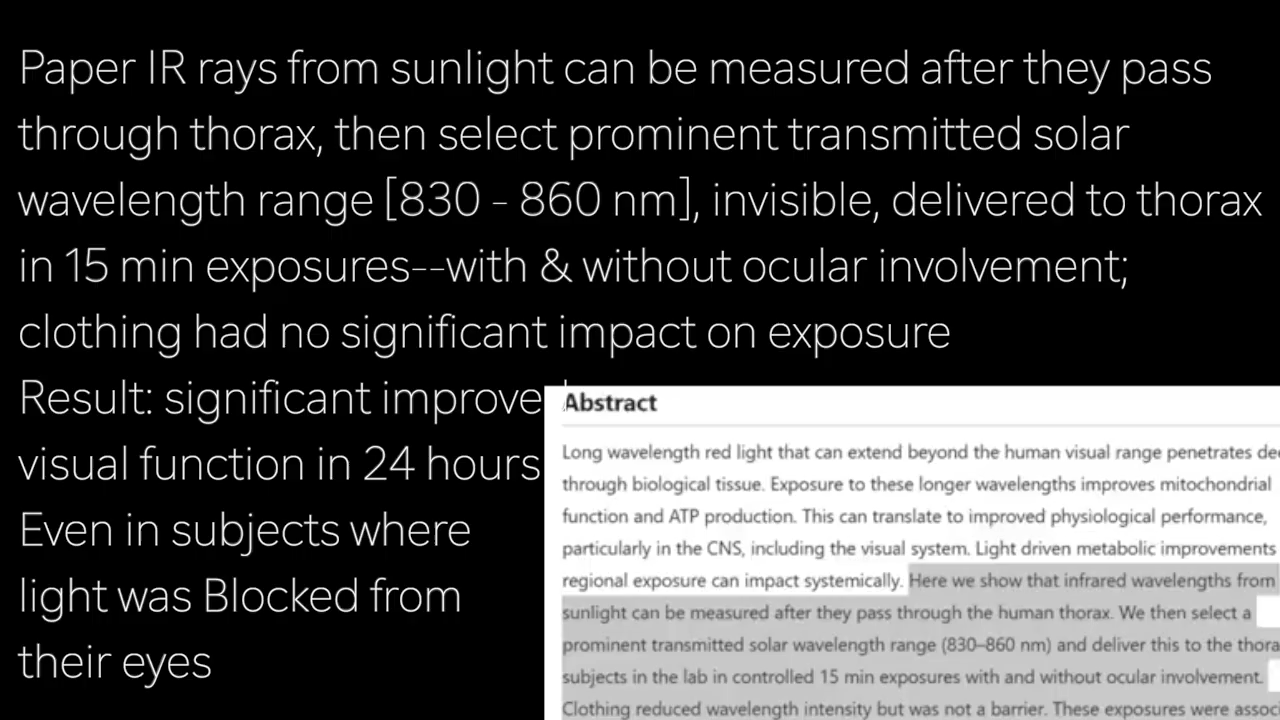 Paper IR rays from sunlight can be measured after they pass
through thorax, then select prominent transmitted solar
wavelength range [830 - 860 nm], invisible, delivered to thorax
in 15 min exposures--with & without ocular involvement;
clothing had no significant impact on exposure
Result: significant improve
visual function in 24 hours
Even in subjects where
light was Blocked from
their eyes
Abstract
Long wavelength red light that can extend beyond the human visual range penetrates
through biological tissue. Exposure to these longer wavelengths improves mitochondrial
function and ATP production. This can translate to improved physiological performance,
particularly in the CNS, including the visual system. Light driven metabolic improvements
regional exposure can impact systemically. Here we show that infrared wavelengths from
sunlight can be measured after they pass through the human thorax. We then select a
prominent transmitted solar wavelength range (830–860 nm) and deliver this to the
subjects in the lab in controlled 15 min exposures with and without ocular involvement.
Clothing reduced wavelength intensity but was not a barrier. These exposures were